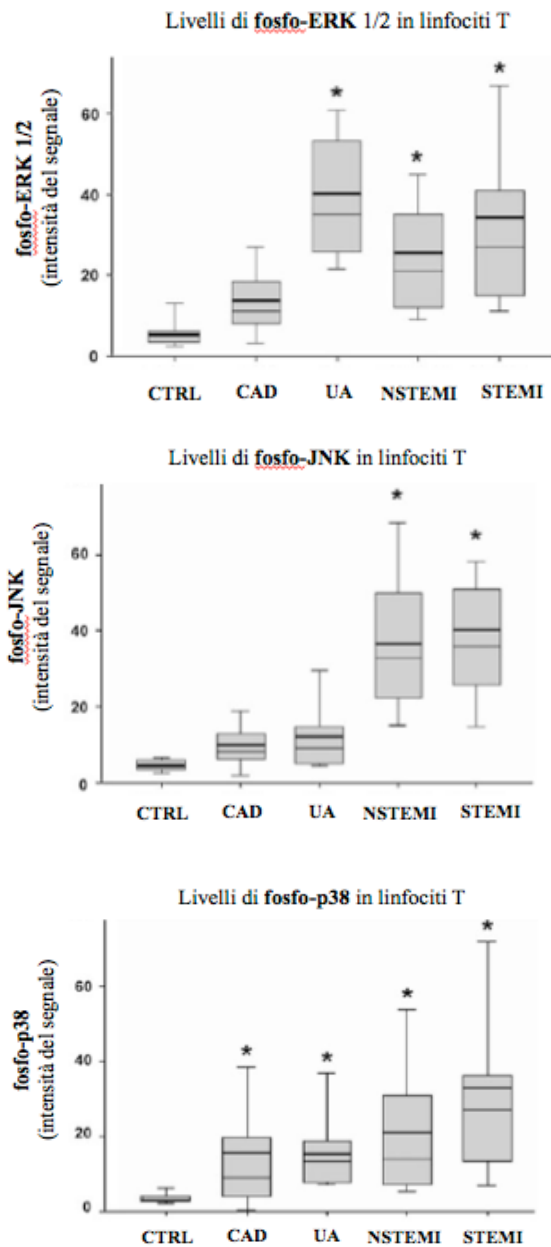 Livelli di fosfo-ERK 1/2 in linfociti T
fosfo-ERK 1/2
(intensità del segnale)
60
40
20
0
*
*
*
CTRL CAD UA NSTEMI STEMI
Livelli di fosfo-JNK in linfociti T
fosfo-JNK
(intensità del segnale)
60
40
20
0
*
*
CTRL CAD UA NSTEMI STEMI
Livelli di fosfo-p38 in linfociti T
fosfo-p38
(intensità del segnale)
60
40
20
0
*
*
*
*
CTRL CAD UA NSTEMI STEMI